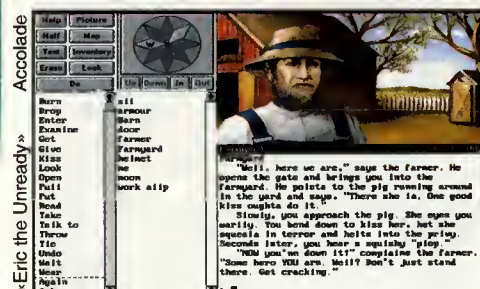 Accolade
«Eric the Unready»
Help Picture
Half Map
Text Inventory
Erase Look
Do
Up Down In Out
W
Burn
Drop
Enter
Examine
Get
Give
Kiss
Look
Open
Pull
Put
Read
Take
Talk to
Throw
Tie
Undo
Wait
Wear
Again
all
armour
Barn
door
farmer
Farmyard
helmet
me
moon
work slip
Farmyard
"Well, here we are," says the farmer. He
opens the gate and brings you into the
farmyard. He points to the pig running around
in the yard and says, "There she is. One good
kiss oughta do it."
Slowly, you approach the pig. She eyes you
warily. You bend down to kiss her, but she
squeals in terror and bolts into the privy.
Seconds later, you hear a squishy "plop."
"NOW you'nn down it!" complains the farmer.
"Some hero YOU are. Well? Don't just stand
there. Get cracking."